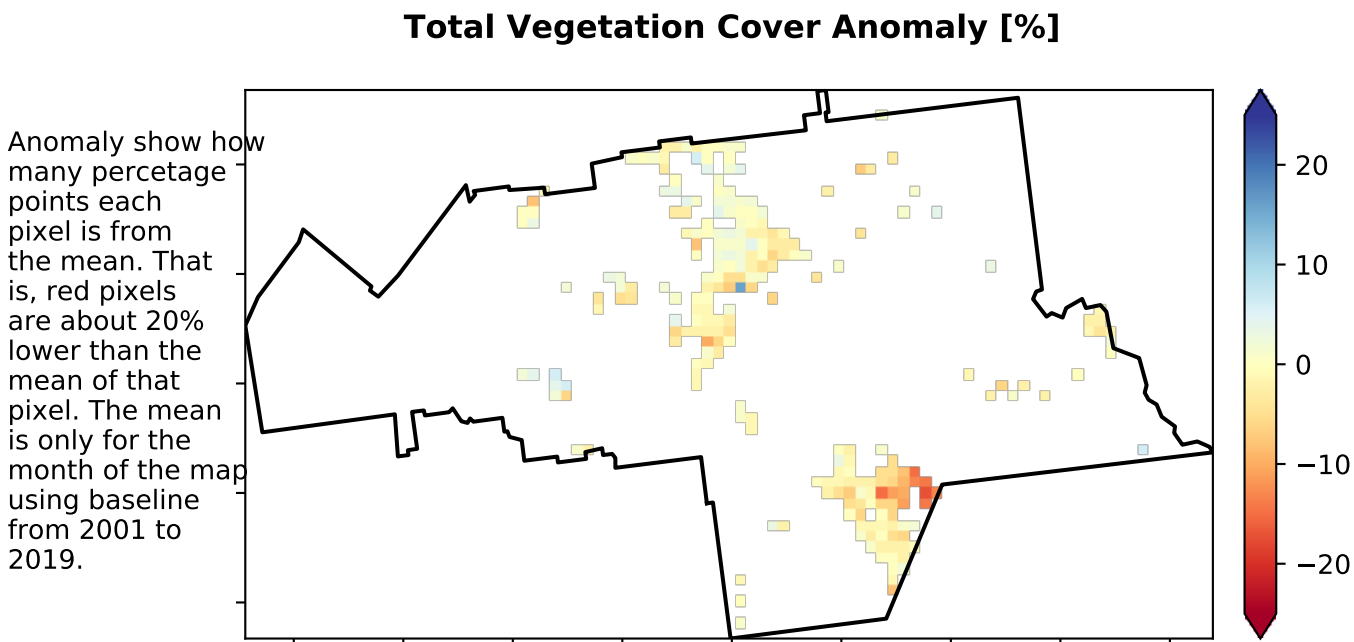 Total Vegetation Cover Anomaly [%]
Anomaly show how
many percetage
points each
pixel is from
the mean. That
is, red pixels
are about 20%
lower than the
mean of that
pixel. The mean
is only for the
month of the map
using baseline
from 2001 to
2019.
20
10
0
−10
−20